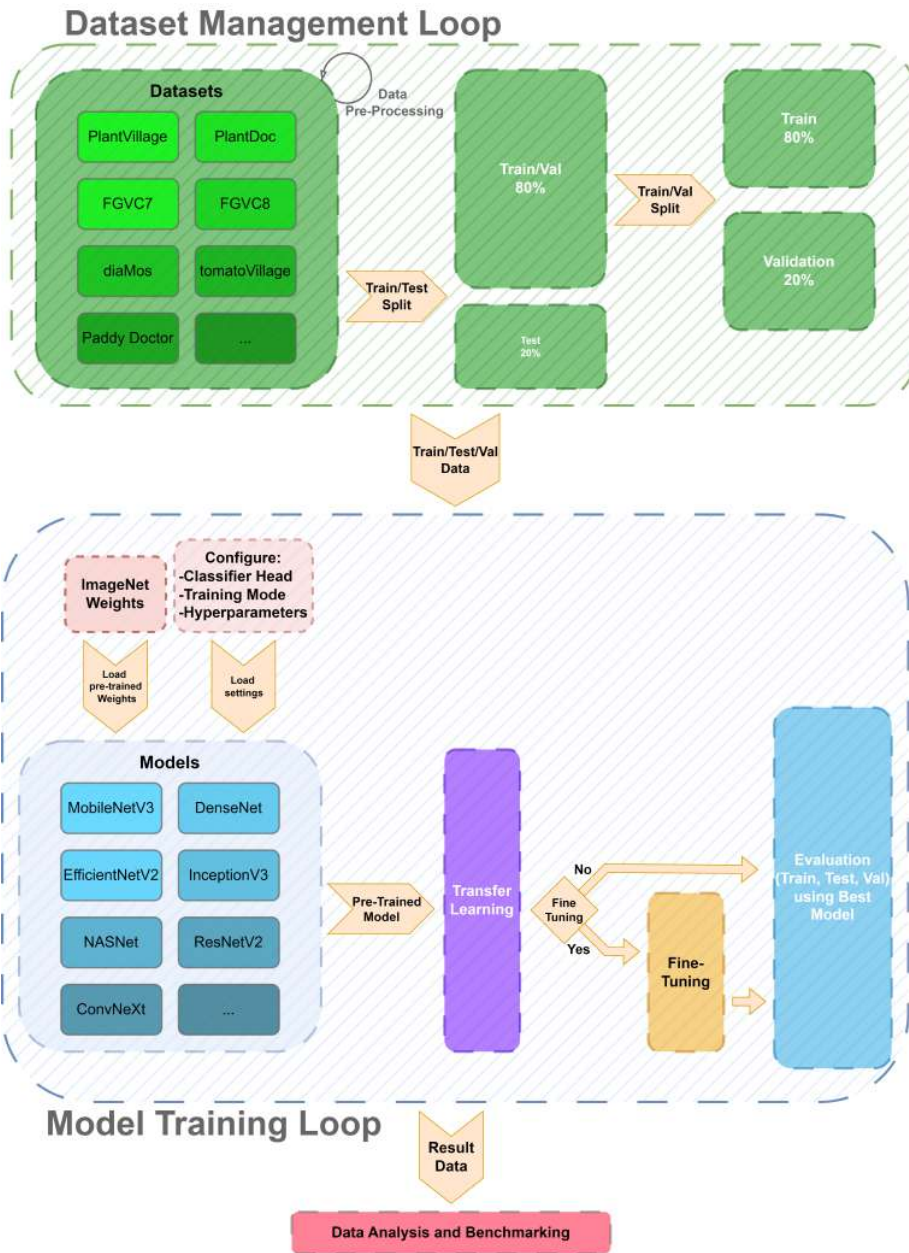 Dataset Management Loop
Datasets
Data
Pre-Processing
PlantVillage
PlantDoc
FGVC7
FGVC8
diaMos
tomatoVillage
Paddy Doctor
...
Train/Test
Split
Train/Val
80%
Test
20%
Train/Val
Split
Train
80%
Validation
20%
Train/Test/Val
Data
ImageNet
Weights
Configure:
-Classifier Head
-Training Mode
-Hyperparameters
Load
pre-trained
Weights
Load
settings
Models
MobileNetV3
DenseNet
EfficientNetV2
InceptionV3
NASNet
ResNetV2
ConvNeXt
...
Pre-Trained
Model
Transfer
Learning
Fine
Tuning
No
Yes
Fine-
Tuning
Evaluation
(Train, Test, Val)
using Best
Model
Model Training Loop
Result
Data
Data Analysis and Benchmarking